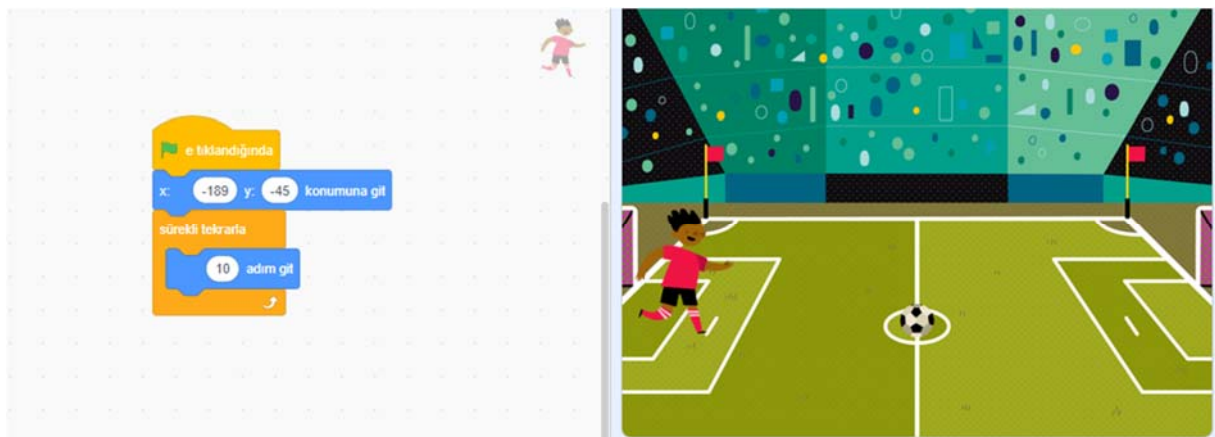 e tıklandığında
x: -189 y: -45 konumuna git
sürekli tekrarla
10 adım git